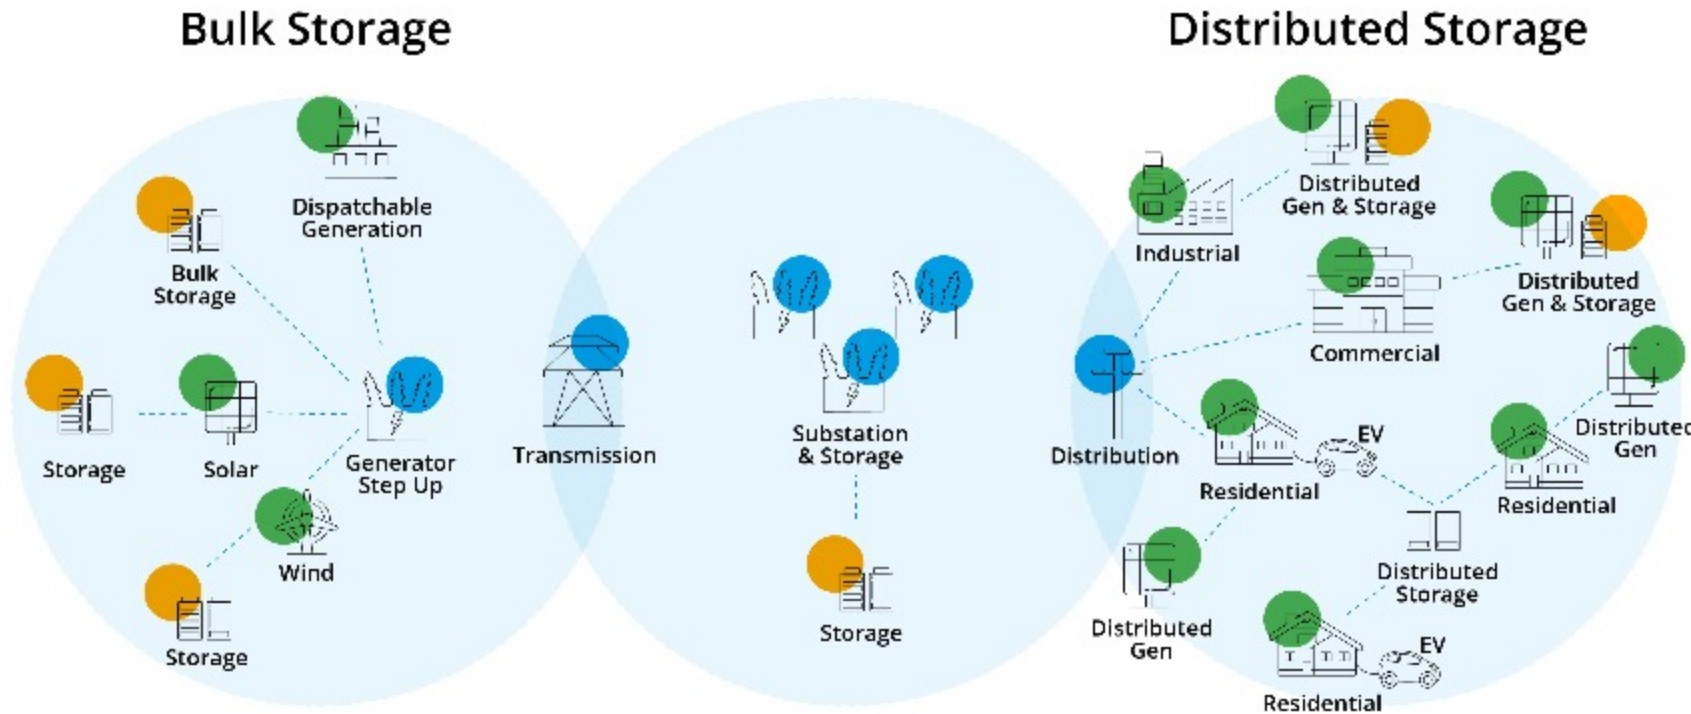 Bulk Storage
Distributed Storage
Dispatchable
Generation
Bulk
Storage
Storage
Solar
Generator
Step Up
Wind
Storage
Transmission
Substation
& Storage
Storage
Distribution
Industrial
Distributed
Gen & Storage
Commercial
Distributed
Gen & Storage
Residential
EV
Distributed
Gen
Residential
Distributed
Storage
Distributed
Gen
Residential
EV